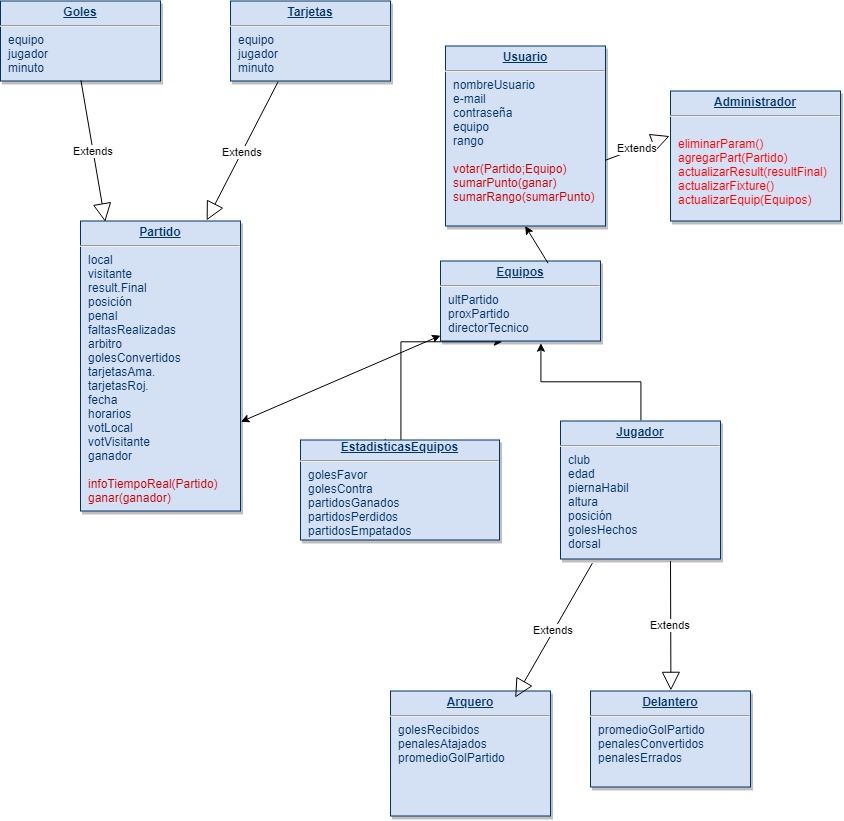 Goles
equipo
jugador
minuto
Tarjetas
equipo
jugador
minuto
Usuario
nombreUsuario
e-mail
contraseña
equipo
rango
votar(Partido;Equipo)
sumarPunto(ganar)
sumarRango(sumarPunto)
Administrador
eliminarParam()
agregarPart(Partido)
actualizarResult(resultFinal)
actualizarFixture()
actualizarEquip(Equipos)
Extends
Extends
Extends
Partido
local
visitante
result.Final
posición
penal
faltasRealizadas
arbitro
golesConvertidos
tarjetasAma.
tarjetasRoj.
fecha
horarios
votLocal
votVisitante
ganador
infoTiempoReal(Partido)
ganar(ganador)
Equipos
ultPartido
proxPartido
directorTecnico
EstadisticasEquipos
golesFavor
golesContra
partidosGanados
partidosPerdidos
partidosEmpatados
Jugador
club
edad
piernaHabil
altura
posición
golesHechos
dorsal
Extends
Extends
Arquero
golesRecibidos
penalesAtajados
promedioGolPartido
Delantero
promedioGolPartido
penalesConvertidos
penalesErrados